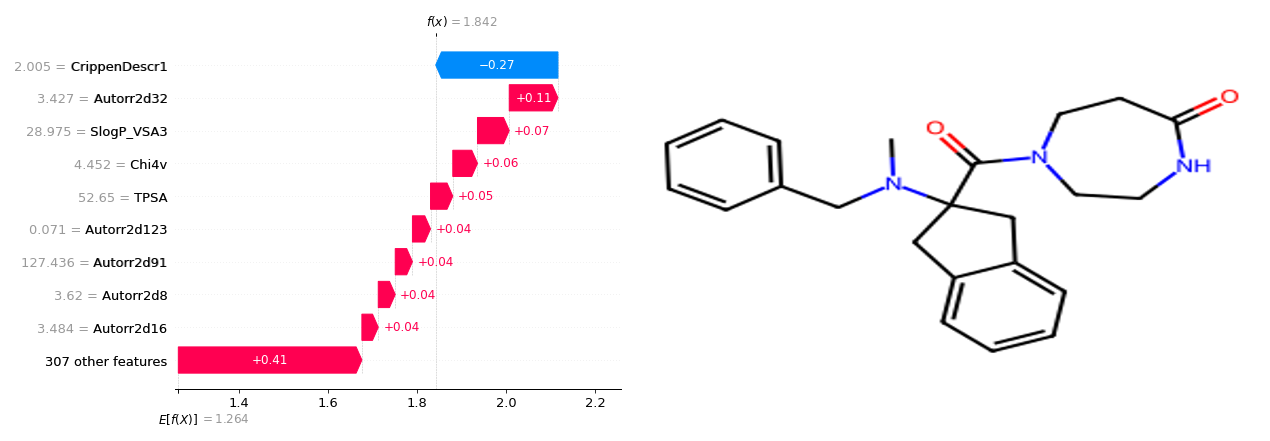 f(x) = 1.842
2.005 = CrippenDescr1
−0.27
3.427 = Autorr2d32
+0.11
28.975 = SlogP_VSA3
+0.07
4.452 = Chi4v
+0.06
52.65 = TPSA
+0.05
0.071 = Autorr2d123
+0.04
127.436 = Autorr2d91
+0.04
3.62 = Autorr2d8
+0.04
3.484 = Autorr2d16
+0.04
307 other features
+0.41
1.4 1.6 1.8 2.0 2.2
E[f(X)] = 1.264
O
O
N
NH
N